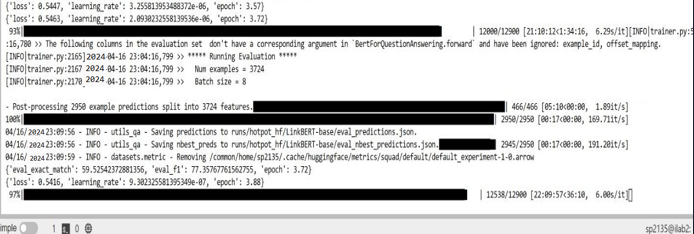 {'loss': 0.5447, 'learning_rate': 3.255813953488372e-06, 'epoch': 3.57}
{'loss': 0.5463, 'learning_rate': 2.0930232558139536e-06, 'epoch': 3.72}
93%| | 12000/12900 [21:10:12<1:34:16, 6.29s/it][INFO|trainer.py:5
:16,780 >> The following columns in the evaluation set don't have a corresponding argument in `BertForQuestionAnswering.forward` and have been ignored: example_id, offset_mapping.
[INFO|trainer.py:2165] 2024-04-16 23:04:16,799 >> ***** Running Evaluation *****
[INFO|trainer.py:2167 2024-04-16 23:04:16,799 >> Num examples = 3724
[INFO|trainer.py:2170 2024-04-16 23:04:16,799 >> Batch size = 8
- Post-processing 2950 example predictions split into 3724 features. | 466/466 [05:10<00:00, 1.89it/s]
100%| | 2950/2950 [00:17<00:00, 169.71it/s]
04/16/ 2024 23:09:56 - INFO - utils_qa - Saving predictions to runs/hotpot_hf/LinkBERT-base/eval_predictions.json.
04/16/ 2024 23:09:56 - INFO - utils_qa - Saving nbest_preds to runs/hotpot_hf/LinkBERT-base/eval_nbest_predictions.json. | 2945/2950 [00:17<00:00, 191.20it/s]
04/16/ 2024 23:09:59 - INFO - datasets.metric - Removing /common/home/sp2135/.cache/huggingface/metrics/squad/default/default_experiment-1-0.arrow
{'eval_exact_match': 59.52542372881356, 'eval_f1': 77.35767761562755, 'epoch': 3.72}
{'loss': 0.5416, 'learning_rate': 9.302325581395349e-07, 'epoch': 3.88}
97%| | 12538/12900 [22:09:57<36:10, 6.00s/it]
imple 1 0 sp2135@ilab2: